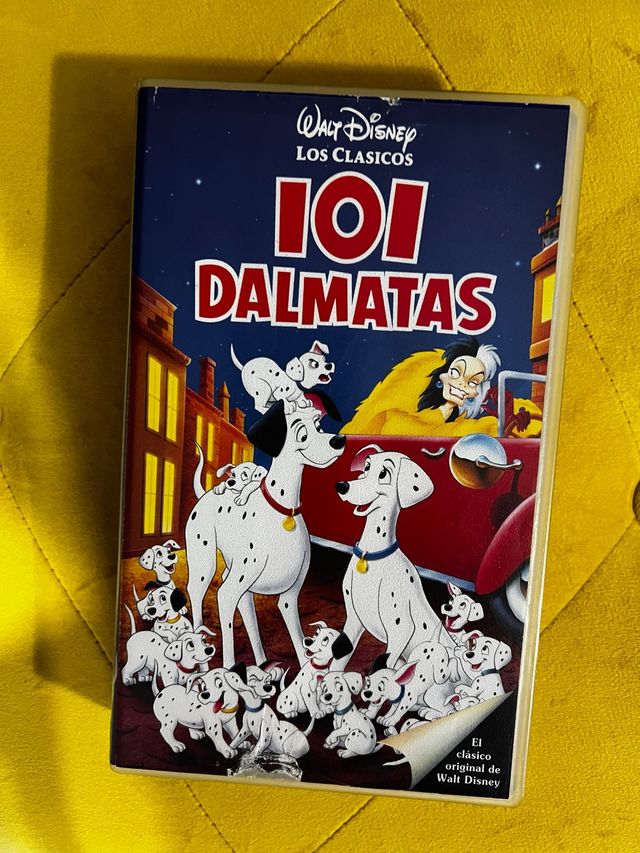 WALT DISNEY
LOS CLASICOS
101
DALMATAS
El
clásico
original de
Walt Disney